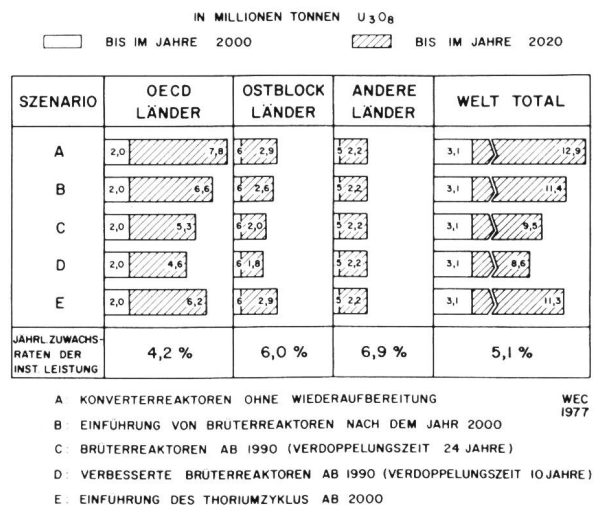 IN MILLIONEN TONNEN U3O8
BIS IM JAHRE 2000 BIS IM JAHRE 2020
SZENARIO OECD LÄNDER OSTBLOCK LÄNDER ANDERE LÄNDER WELT TOTAL
A 2,0 7,8 6 2,9 5 2,2 3,1 12,9
B 2,0 6,6 6 2,6 5 2,2 3,1 11,4
C 2,0 5,3 6 2,0 5 2,2 3,1 9,5
D 2,0 4,6 6 1,8 5 2,2 3,1 8,6
E 2,0 6,2 6 2,9 5 2,2 3,1 11,3
JÄHRL. ZUWACHS-
RATEN DER
INST. LEISTUNG
4,2 % 6,0 % 6,9 % 5,1 %
A KONVERTERREAKTOREN OHNE WIEDERAUFBEREITUNG
WEC
1977
B: EINFÜHRUNG VON BRÜTERREAKTOREN NACH DEM JAHR 2000
C: BRÜTERREAKTOREN AB 1990 (VERDOPPELUNGSZEIT 24 JAHRE)
D: VERBESSERTE BRÜTERREAKTOREN AB 1990 (VERDOPPELUNGSZEIT 10 JAHRE)
E: EINFUHRUNG DES THORIUMZYKLUS AB 2000